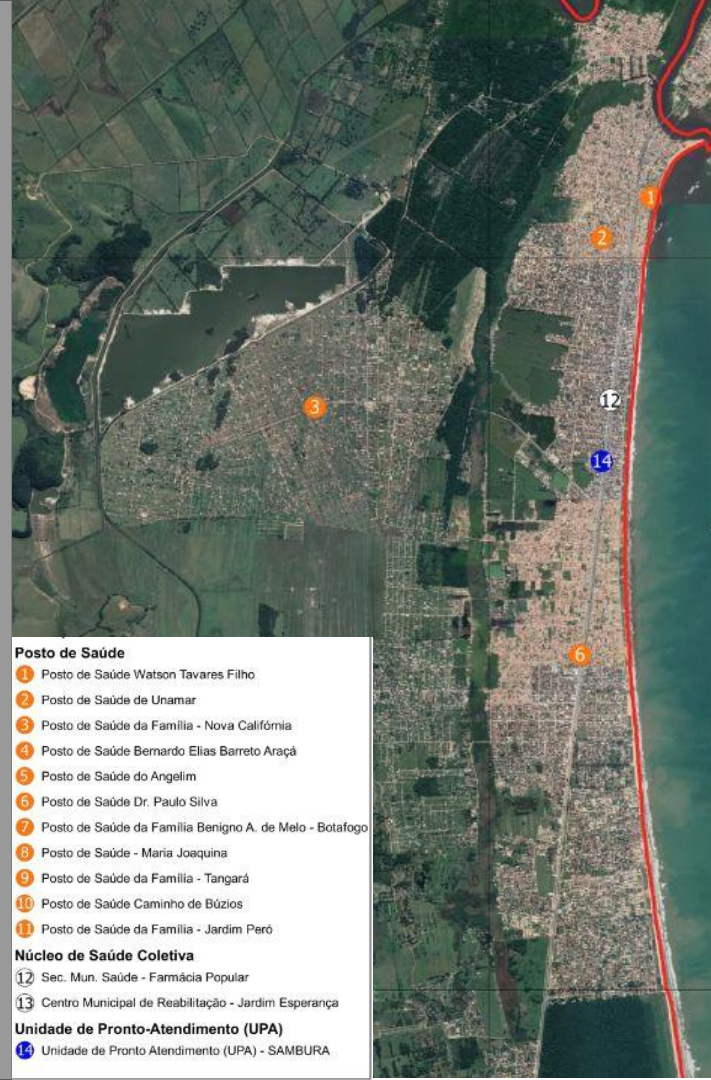 1
2
3
12
14
6
Posto de Saúde
1 Posto de Saúde Watson Tavares Filho
2 Posto de Saúde de Unamar
3 Posto de Saúde da Família - Nova Califórnia
4 Posto de Saúde Bernardo Elias Barreto Araçá
5 Posto de Saúde do Angelim
6 Posto de Saúde Dr. Paulo Silva
7 Posto de Saúde da Família Benigno A. de Melo - Botafogo
8 Posto de Saúde - Maria Joaquina
9 Posto de Saúde da Família - Tangará
10 Posto de Saúde Caminho de Búzios
11 Posto de Saúde da Família - Jardim Peró
Núcleo de Saúde Coletiva
12 Sec. Mun. Saúde - Farmácia Popular
13 Centro Municipal de Reabilitação - Jardim Esperança
Unidade de Pronto-Atendimento (UPA)
14 Unidade de Pronto Atendimento (UPA) - SAMBURA